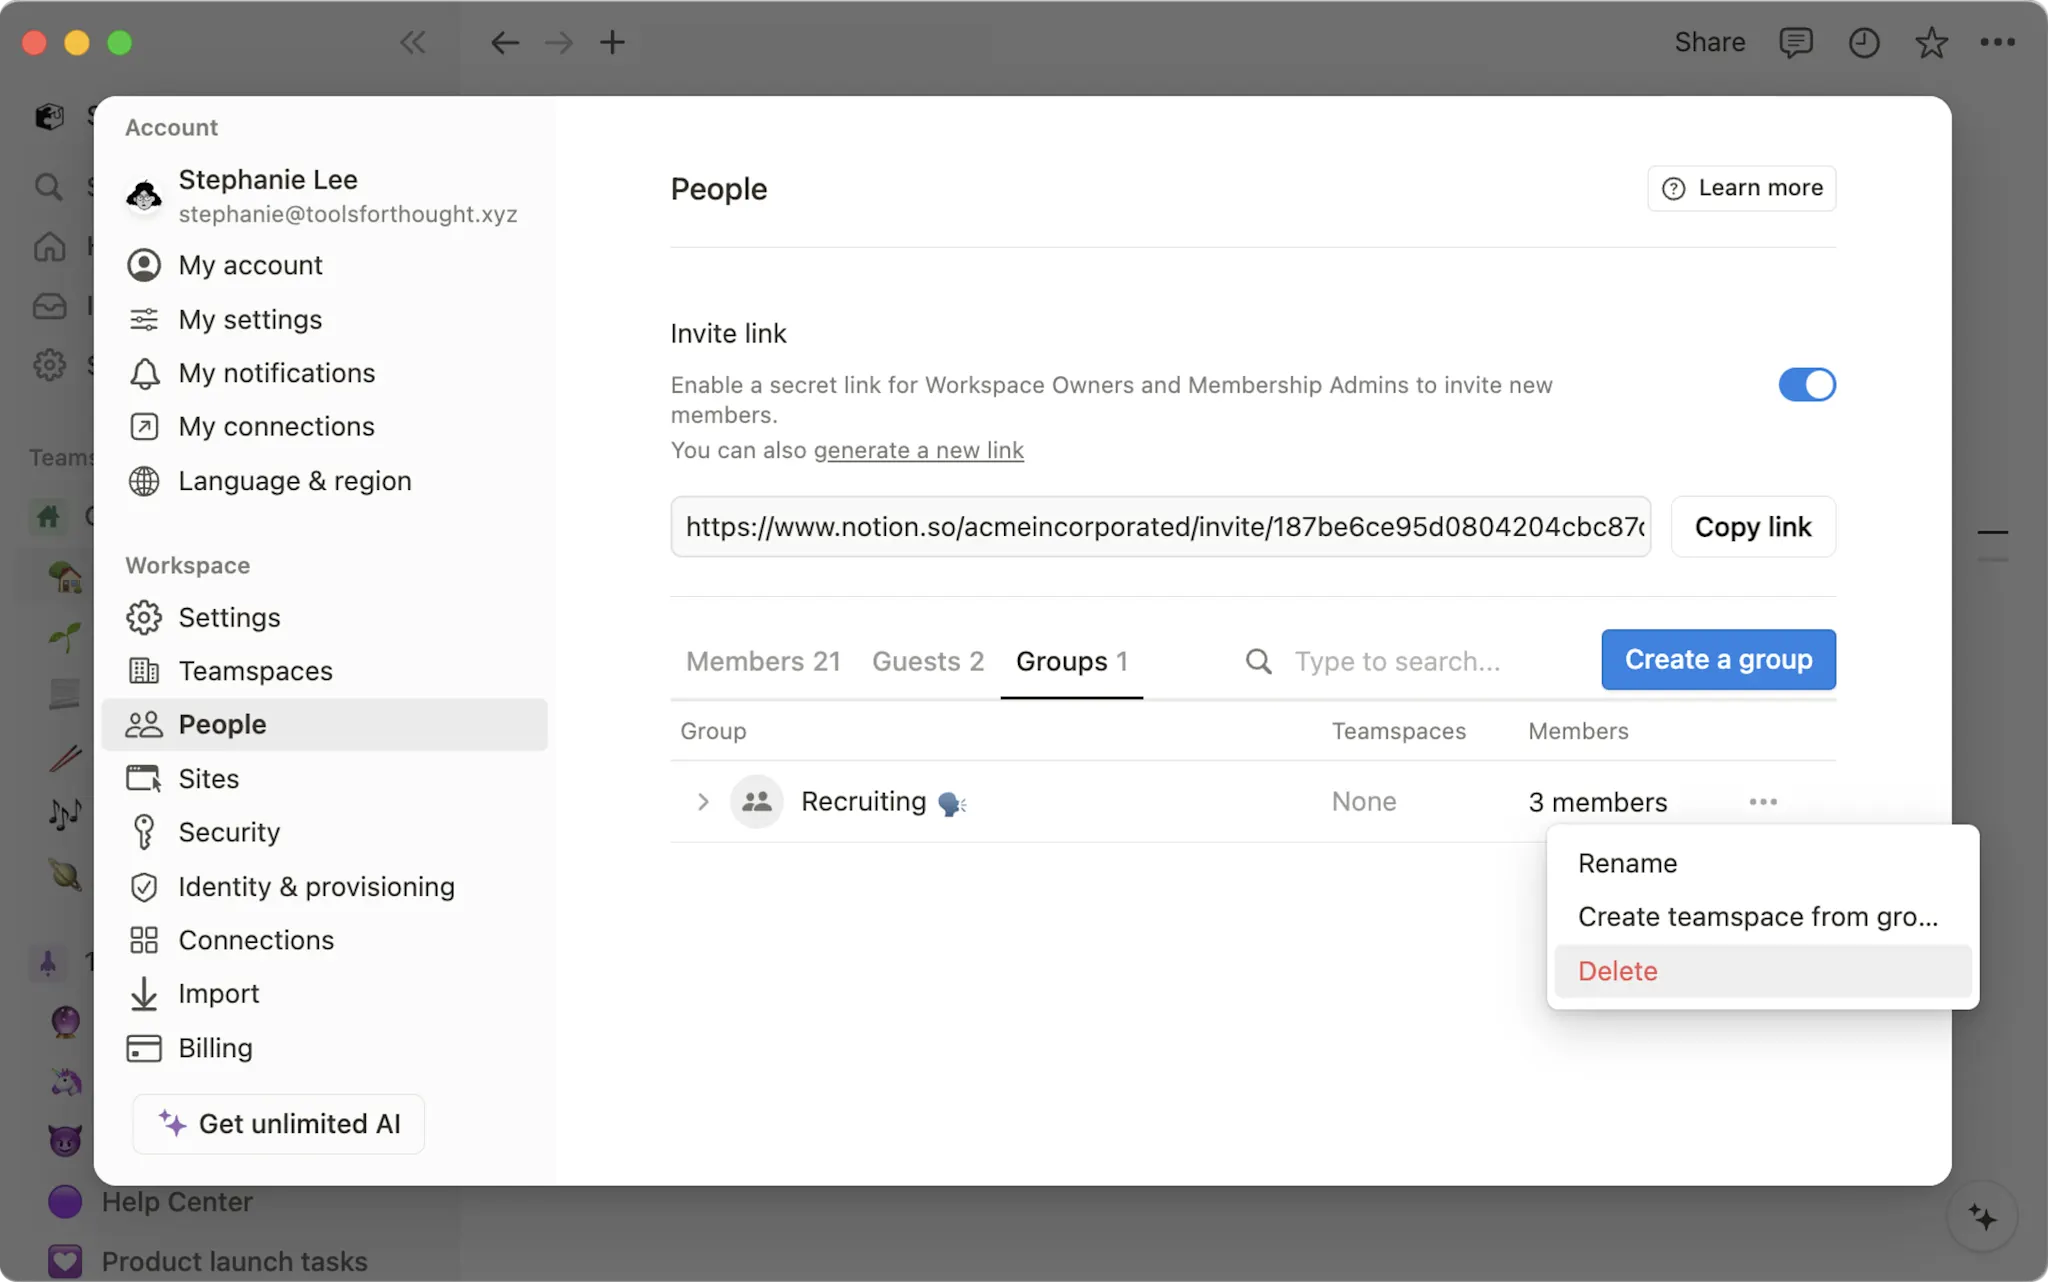 Share
Account
Stephanie Lee
stephanie@toolsforthought.xyz
My account
My settings
My notifications
My connections
Language & region
Workspace
Settings
Teamspaces
People
Sites
Security
Identity & provisioning
Connections
Import
Billing
Get unlimited AI
Teams
Help Center
Product launch tasks
People
Learn more
Invite link
Enable a secret link for Workspace Owners and Membership Admins to invite new
members.
You can also generate a new link
https://www.notion.so/acmeincorporated/invite/187be6ce95d0804204cbc87
Copy link
Members 21 Guests 2 Groups 1 Type to search... Create a group
Group Teamspaces Members
Recruiting None 3 members
Rename
Create teamspace from gro...
Delete